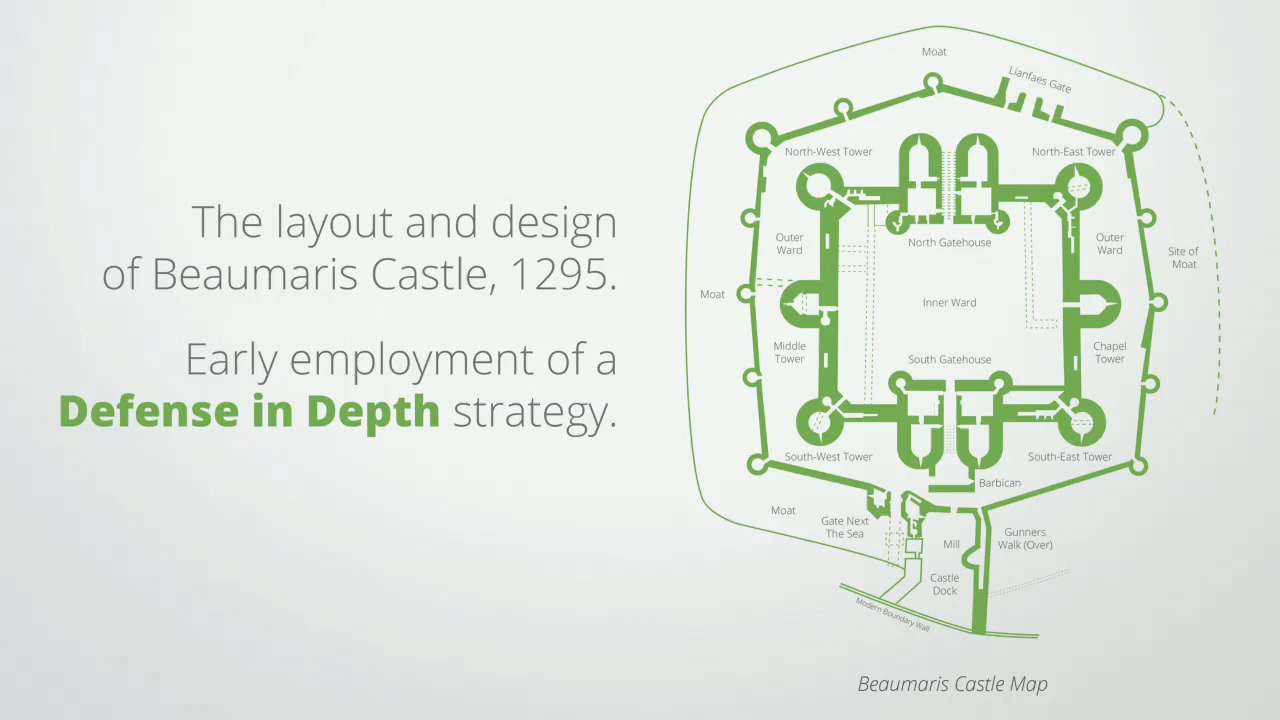 The layout and design
of Beaumaris Castle, 1295.
Early employment of a
Defense in Depth strategy.
Moat
Lianfaes Gate
North-West Tower
North-East Tower
Outer
Ward
North Gatehouse
Outer
Ward
Site of
Moat
Moat
Inner Ward
Middle
Tower
South Gatehouse
Chapel
Tower
South-West Tower
South-East Tower
Barbican
Moat
Gate Next
The Sea
Mill
Gunners
Walk (Over)
Castle
Dock
Modern Boundary Wall
Beaumaris Castle Map